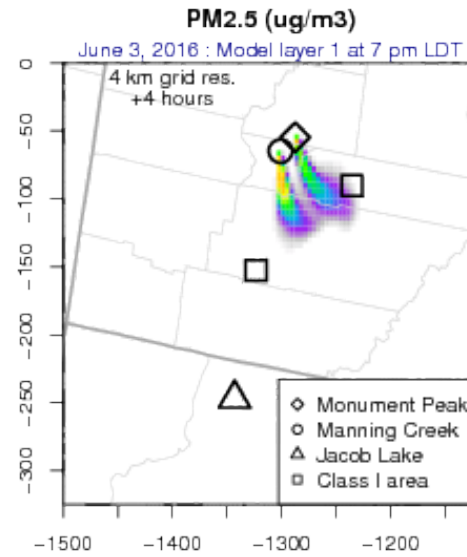 PM2.5 (ug/m3)
June 3, 2016 : Model layer 1 at 7 pm LDT
4 km grid res.
+4 hours
0
−50
−100
−150
−200
−250
−300
Monument Peak
Manning Creek
Jacob Lake
Class I area
−1500
−1400
−1300
−1200